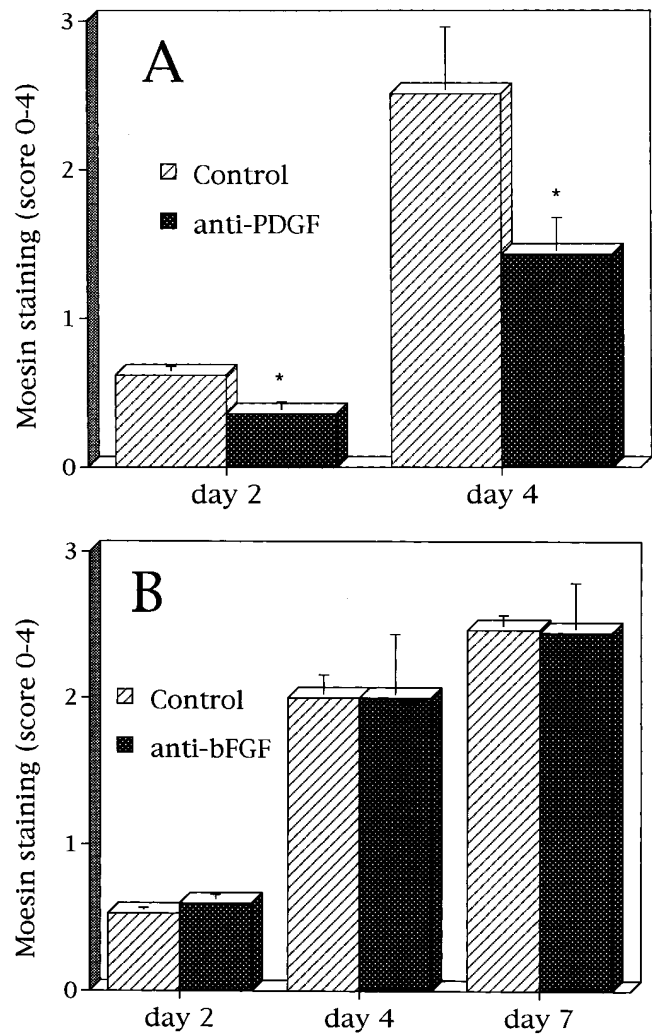 3
2
1
0
Moesin staining (score 0-4)
A
Control
anti-PDGF
*
*
day 2
day 4
3
2
1
0
Moesin staining (score 0-4)
B
Control
anti-bFGF
day 2
day 4
day 7